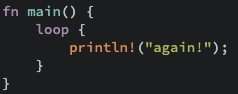 fn main() {
    loop {
        println!("again!");
    }
}